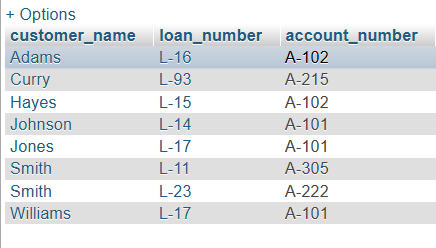 + Options
customer_name loan_number account_number
Adams L-16 A-102
Curry L-93 A-215
Hayes L-15 A-102
Johnson L-14 A-101
Jones L-17 A-101
Smith L-11 A-305
Smith L-23 A-222
Williams L-17 A-101